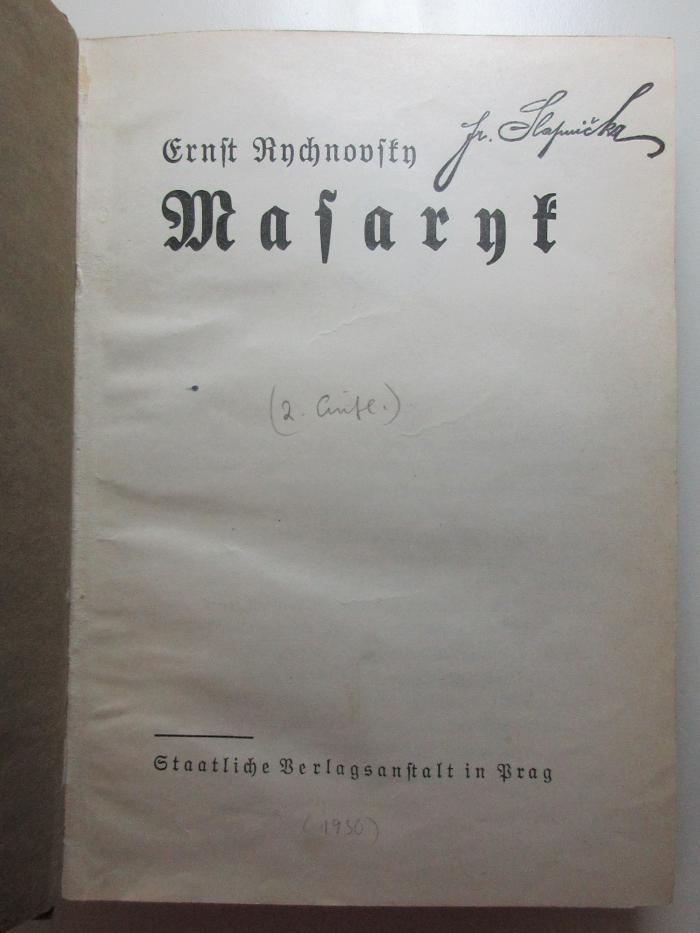 Ernst Rychnovsky
Fr. Slapnička
Masaryk
(2. Aufl.)
Staatliche Verlagsanstalt in Prag
(1930)